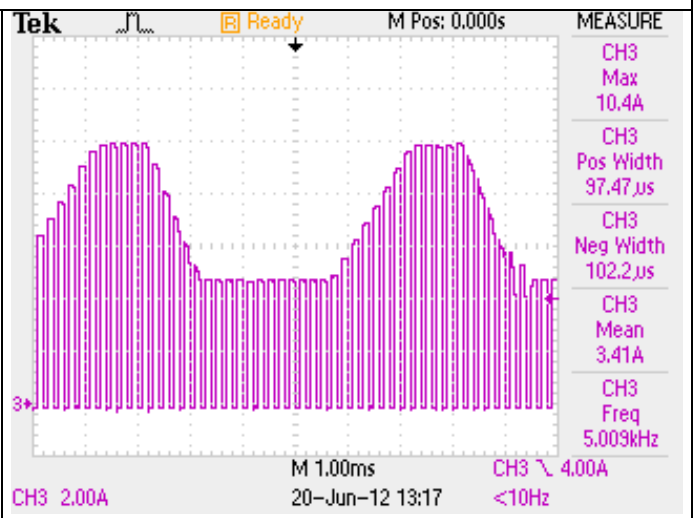 Tek
R Ready
M Pos: 0.000s
MEASURE
CH3
Max
10.4A
CH3
Pos Width
97.47µs
CH3
Neg Width
102.2µs
CH3
Mean
3.41A
CH3
Freq
5.009kHz
3
M 1.00ms
CH3 4.00A
CH3 2.00A
20-Jun-12 13:17
<10Hz